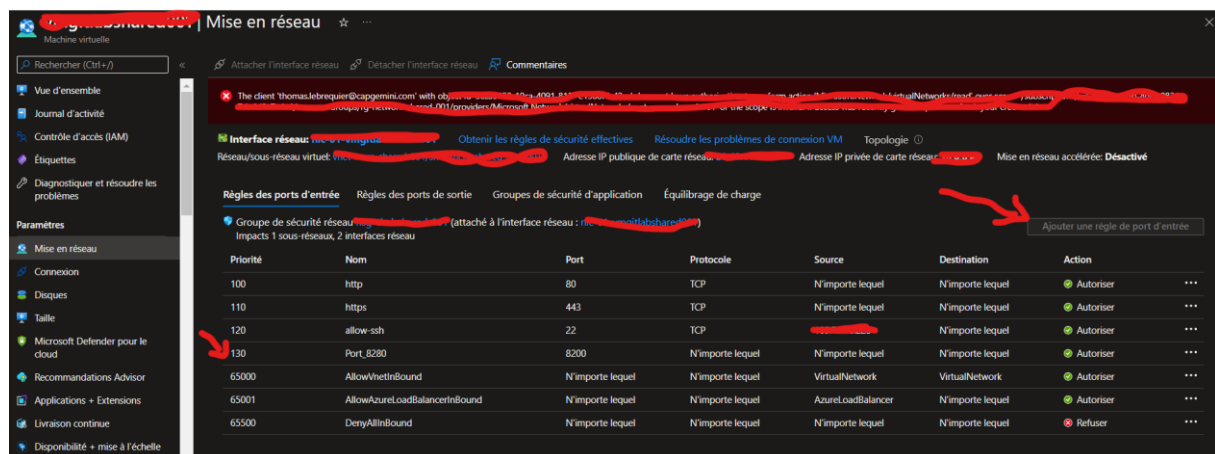 | Mise en réseau ☆ ...
Machine virtuelle
Rechercher (Ctrl+/) «
Attacher l'interface réseau Détacher l'interface réseau Commentaires
Vue d'ensemble
Journal d'activité
Contrôle d'accès (IAM)
Étiquettes
Diagnostiquer et résoudre les
problèmes
Paramètres
Mise en réseau
Connexion
Disques
Taille
Microsoft Defender pour le
cloud
Recommandations Advisor
Applications + Extensions
Livraison continue
Disponibilité + mise à l'échelle
The client 'thomas.lebrequier@capgemini.com' with
Interface réseau: Obtenir les règles de sécurité effectives Résoudre les problèmes de connexion VM Topologie
Réseau/sous-réseau virtuel: Adresse IP publique de carte réseau: Adresse IP privée de carte réseau: Mise en réseau accélérée: Désactivé
Règles des ports d'entrée Règles des ports de sortie Groupes de sécurité d'application Équilibrage de charge
Groupe de sécurité réseau (attaché à l'interface réseau : )
Impacts 1 sous-réseaux, 2 interfaces réseau
Ajouter une règle de port d'entrée
Priorité Nom Port Protocole Source Destination Action
100 http 80 TCP N'importe lequel N'importe lequel Autoriser ...
110 https 443 TCP N'importe lequel N'importe lequel Autoriser ...
120 allow-ssh 22 TCP N'importe lequel Autoriser ...
130 Port_8280 8200 N'importe lequel N'importe lequel N'importe lequel Autoriser ...
65000 AllowVnetInBound N'importe lequel N'importe lequel VirtualNetwork VirtualNetwork Autoriser ...
65001 AllowAzureLoadBalancerInBound N'importe lequel N'importe lequel AzureLoadBalancer N'importe lequel Autoriser ...
65500 DenyAllInBound N'importe lequel N'importe lequel N'importe lequel N'importe lequel Refuser ...